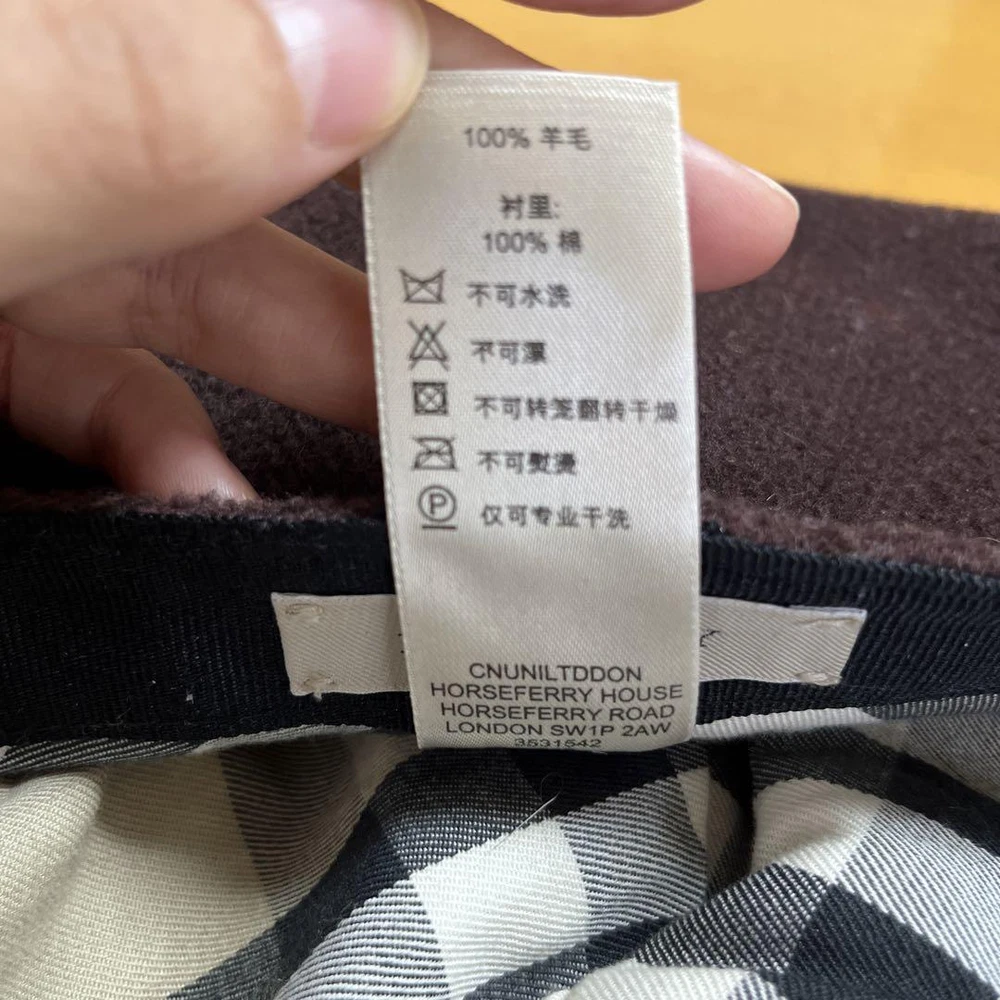 100% 羊毛
衬里:
100% 棉
不可水洗
不可漂
不可转笼翻转干燥
不可熨烫
P 仅可专业干洗
CNUNILTDDON
HORSEFERRY HOUSE
HORSEFERRY ROAD
LONDON SW1P 2AW
3531542